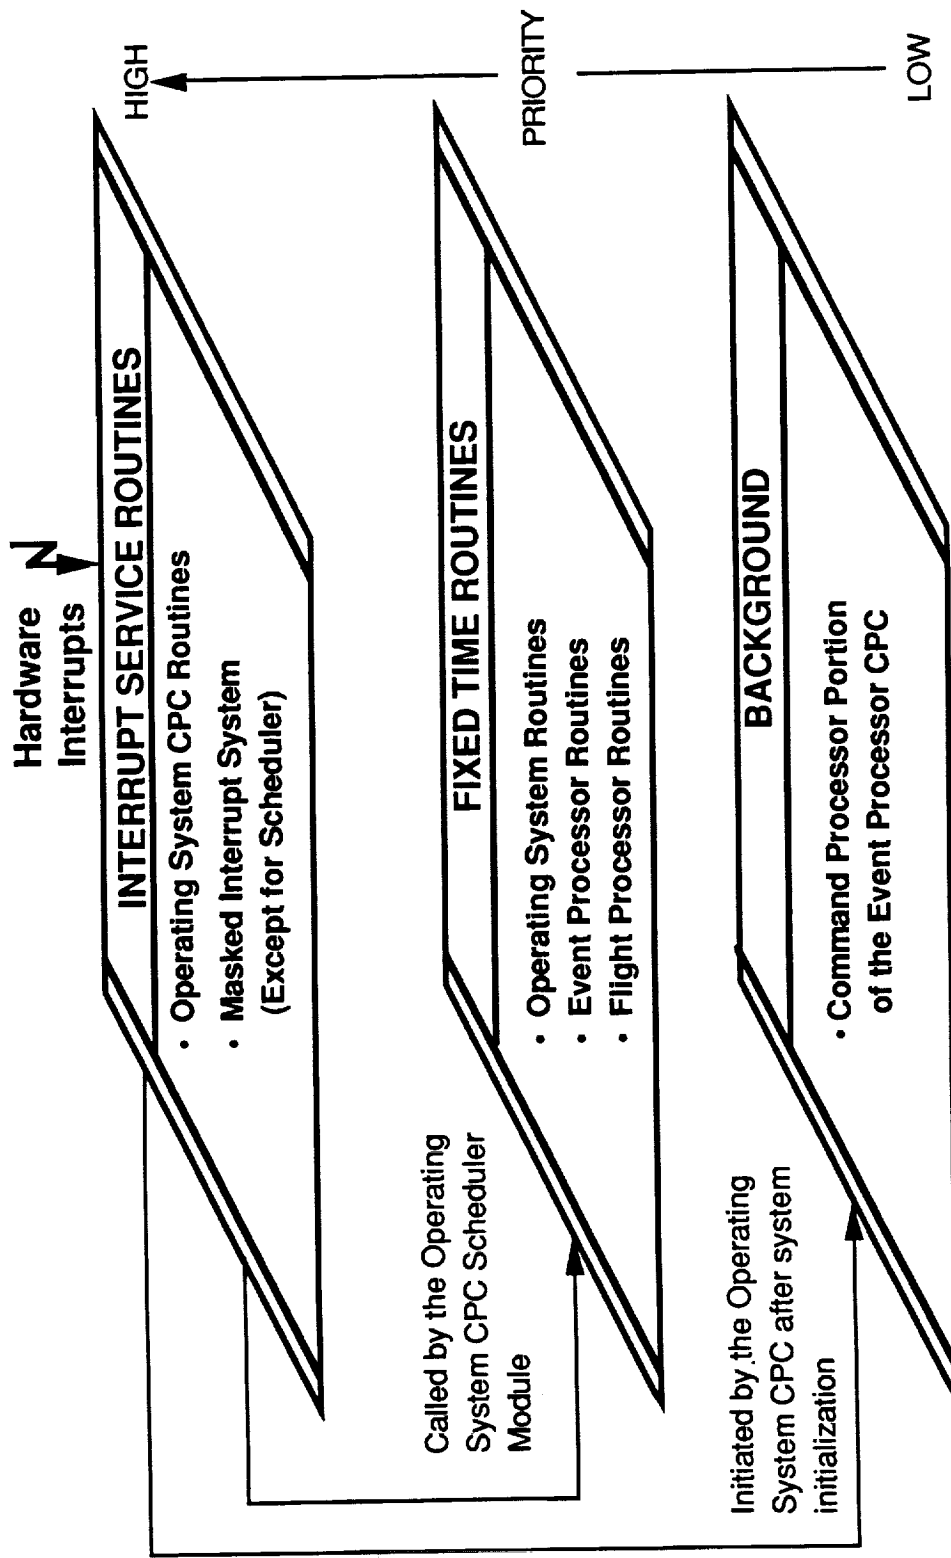 Hardware
Interrupts
INTERRUPT SERVICE ROUTINES
• Operating System CPC Routines
• Masked Interrupt System
(Except for Scheduler)
HIGH
PRIORITY
LOW
Called by the Operating
System CPC Scheduler
Module
FIXED TIME ROUTINES
• Operating System Routines
• Event Processor Routines
• Flight Processor Routines
Initiated by the Operating
System CPC after system
initialization
BACKGROUND
• Command Processor Portion
of the Event Processor CPC